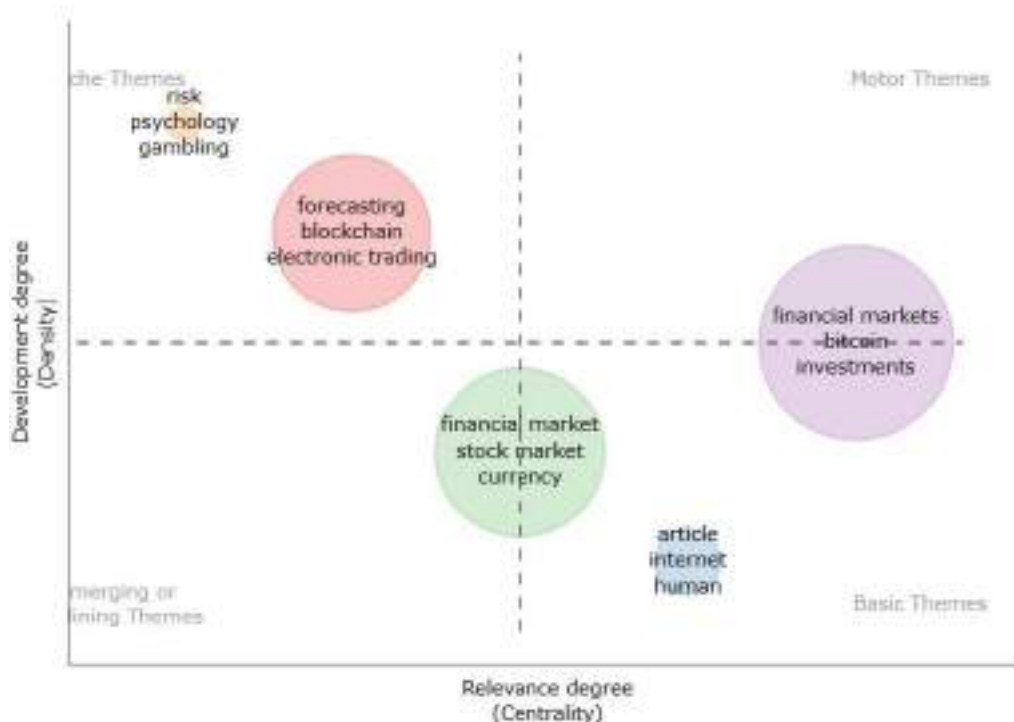 che Themes
Motor Themes
risk
psychology
gambling
forecasting
blockchain
electronic trading
Development degree
(Density)
financial markets
bitcoin
investments
financial market
stock market
currency
article
internet
human
merging or
lining Themes
Basic Themes
Relevance degree
(Centrality)